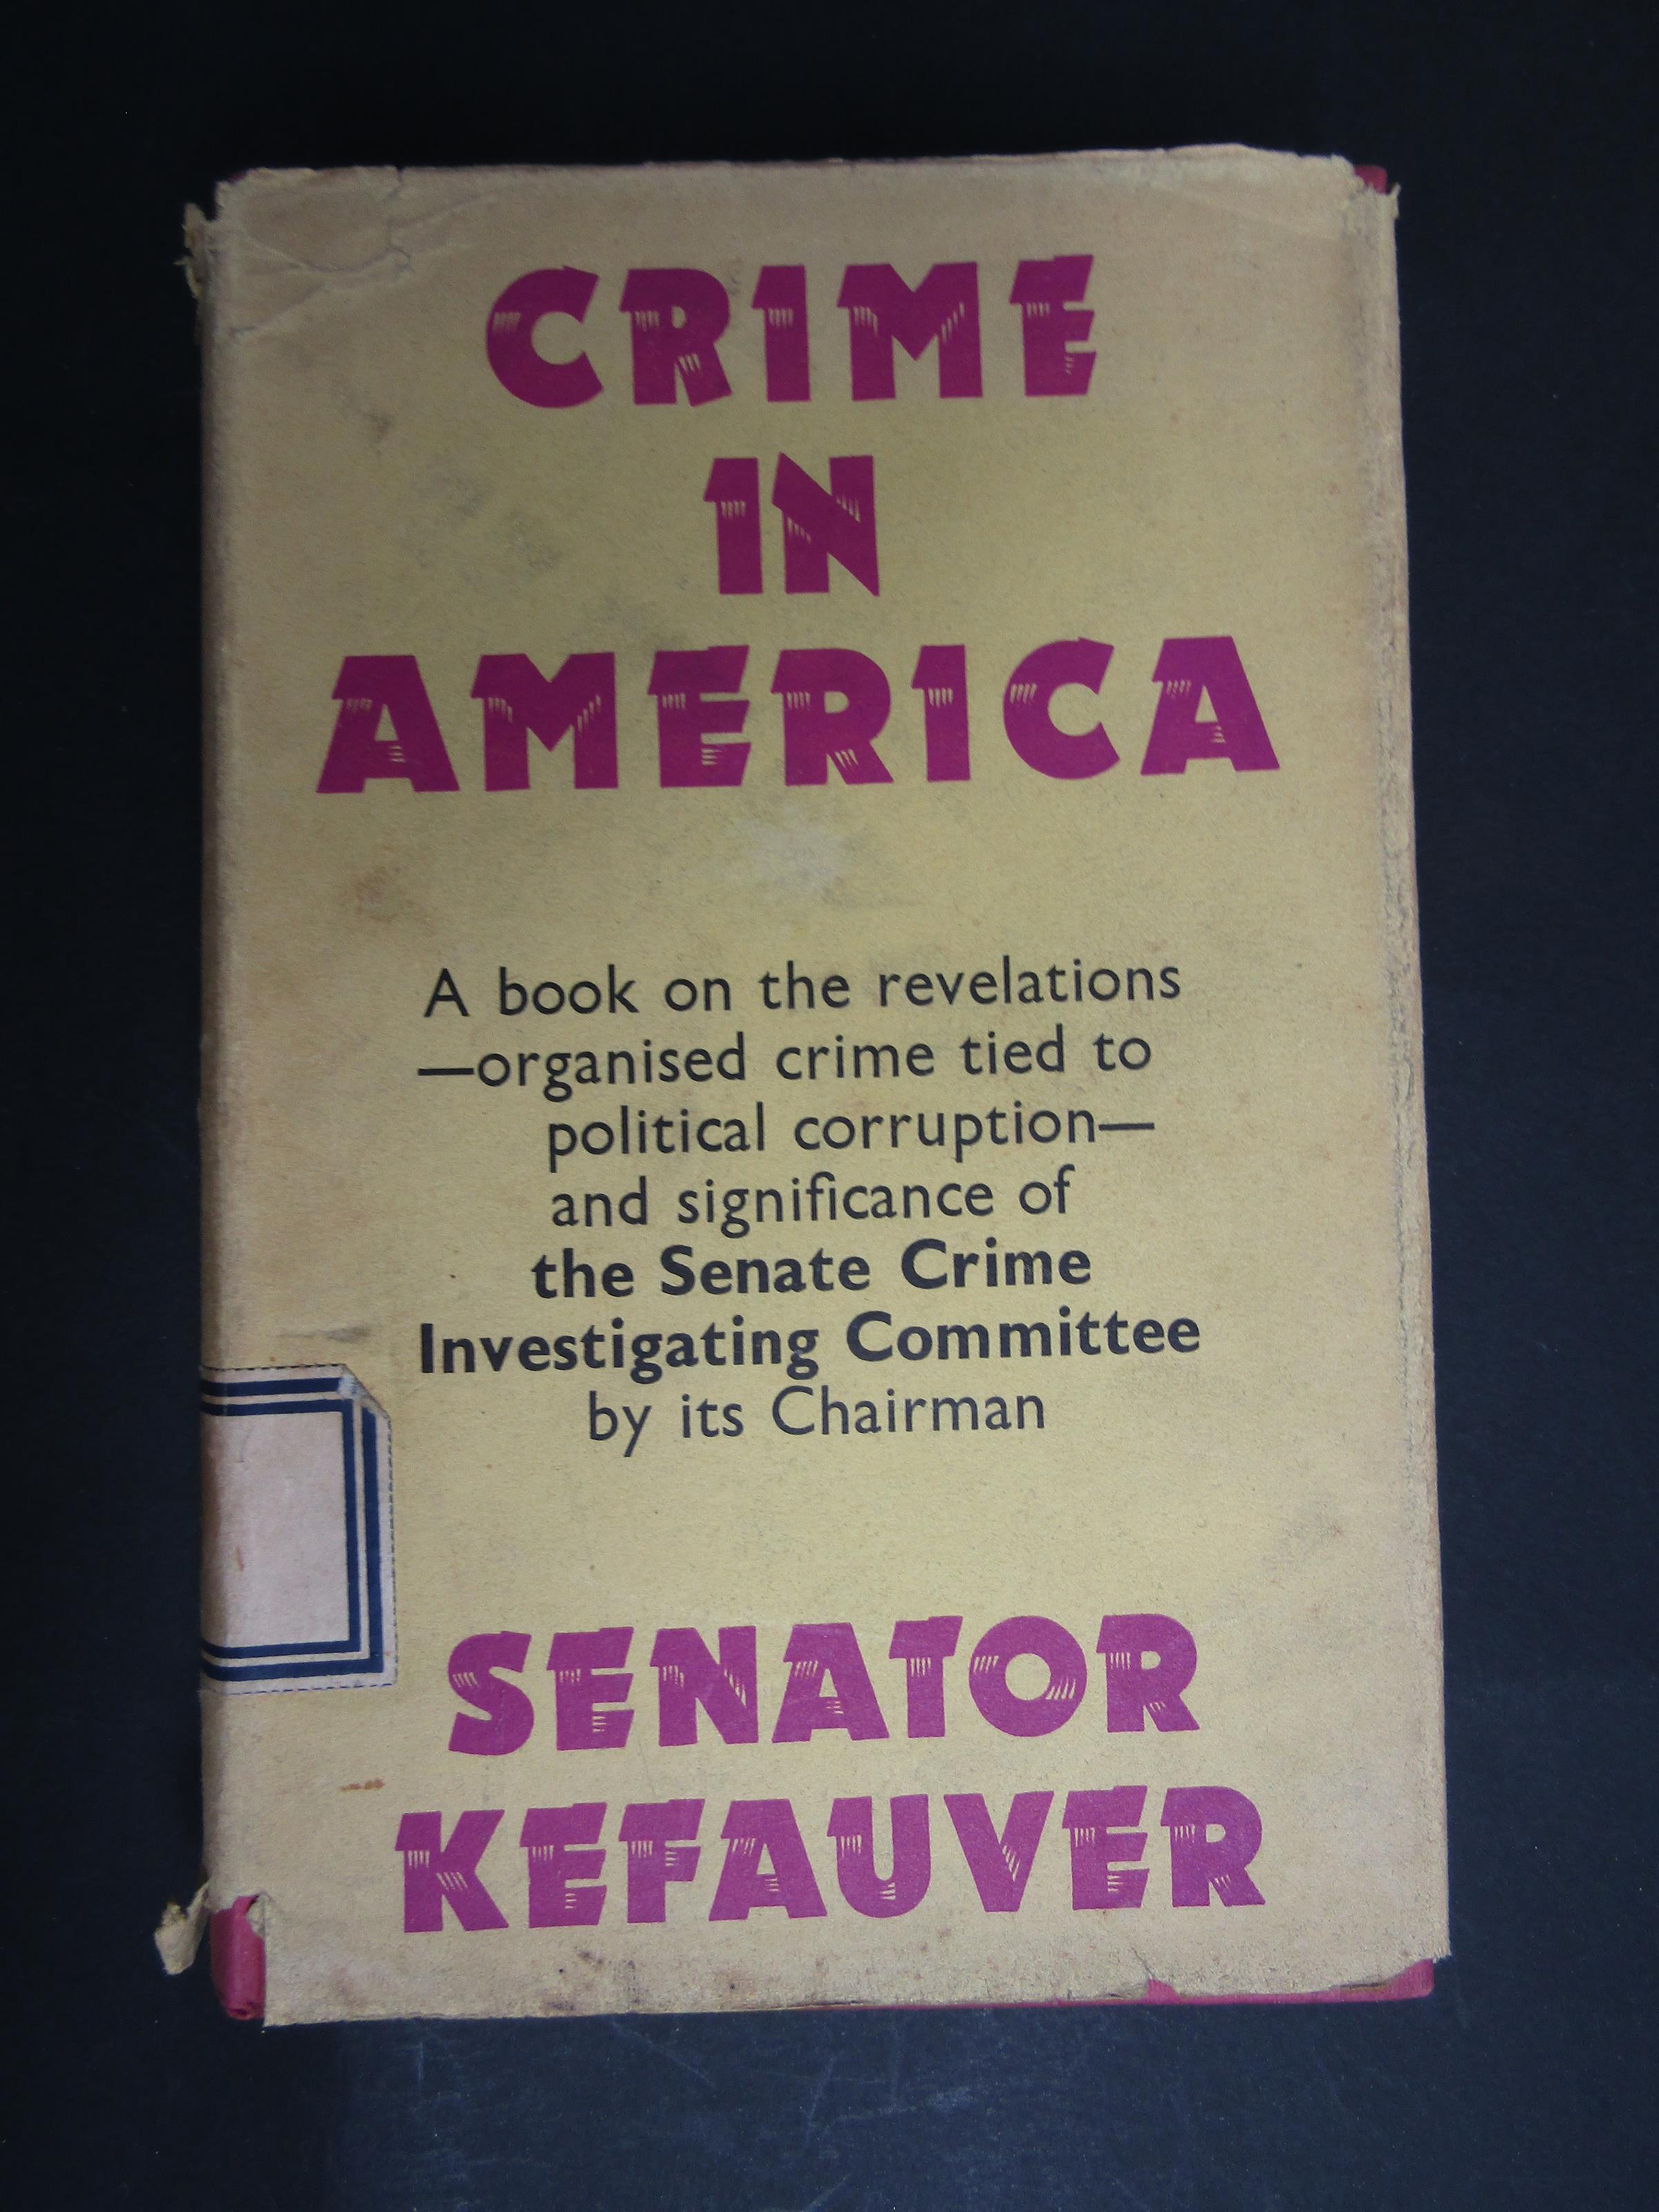 CRIME
IN
AMERICA
A book on the revelations
—organised crime tied to
political corruption—
and significance of
the Senate Crime
Investigating Committee
by its Chairman
SENATOR
KEFAUVER